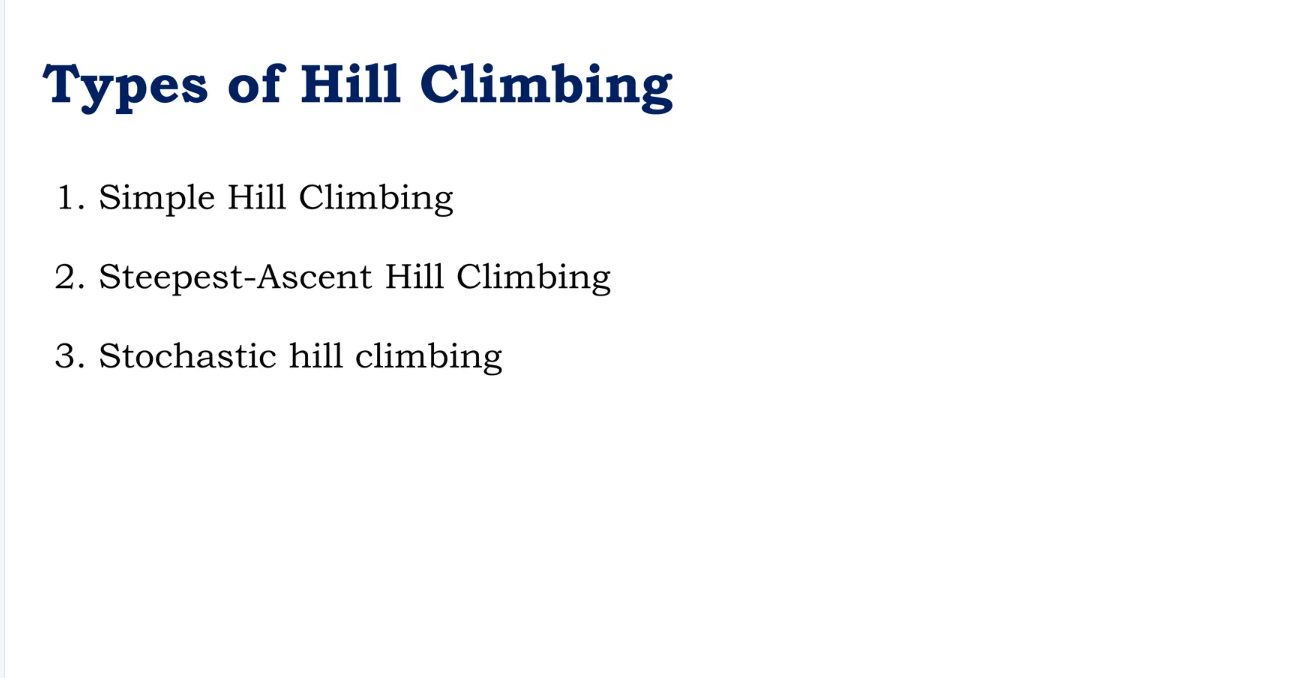 Types of Hill Climbing
1. Simple Hill Climbing
2. Steepest-Ascent Hill Climbing
3. Stochastic hill climbing